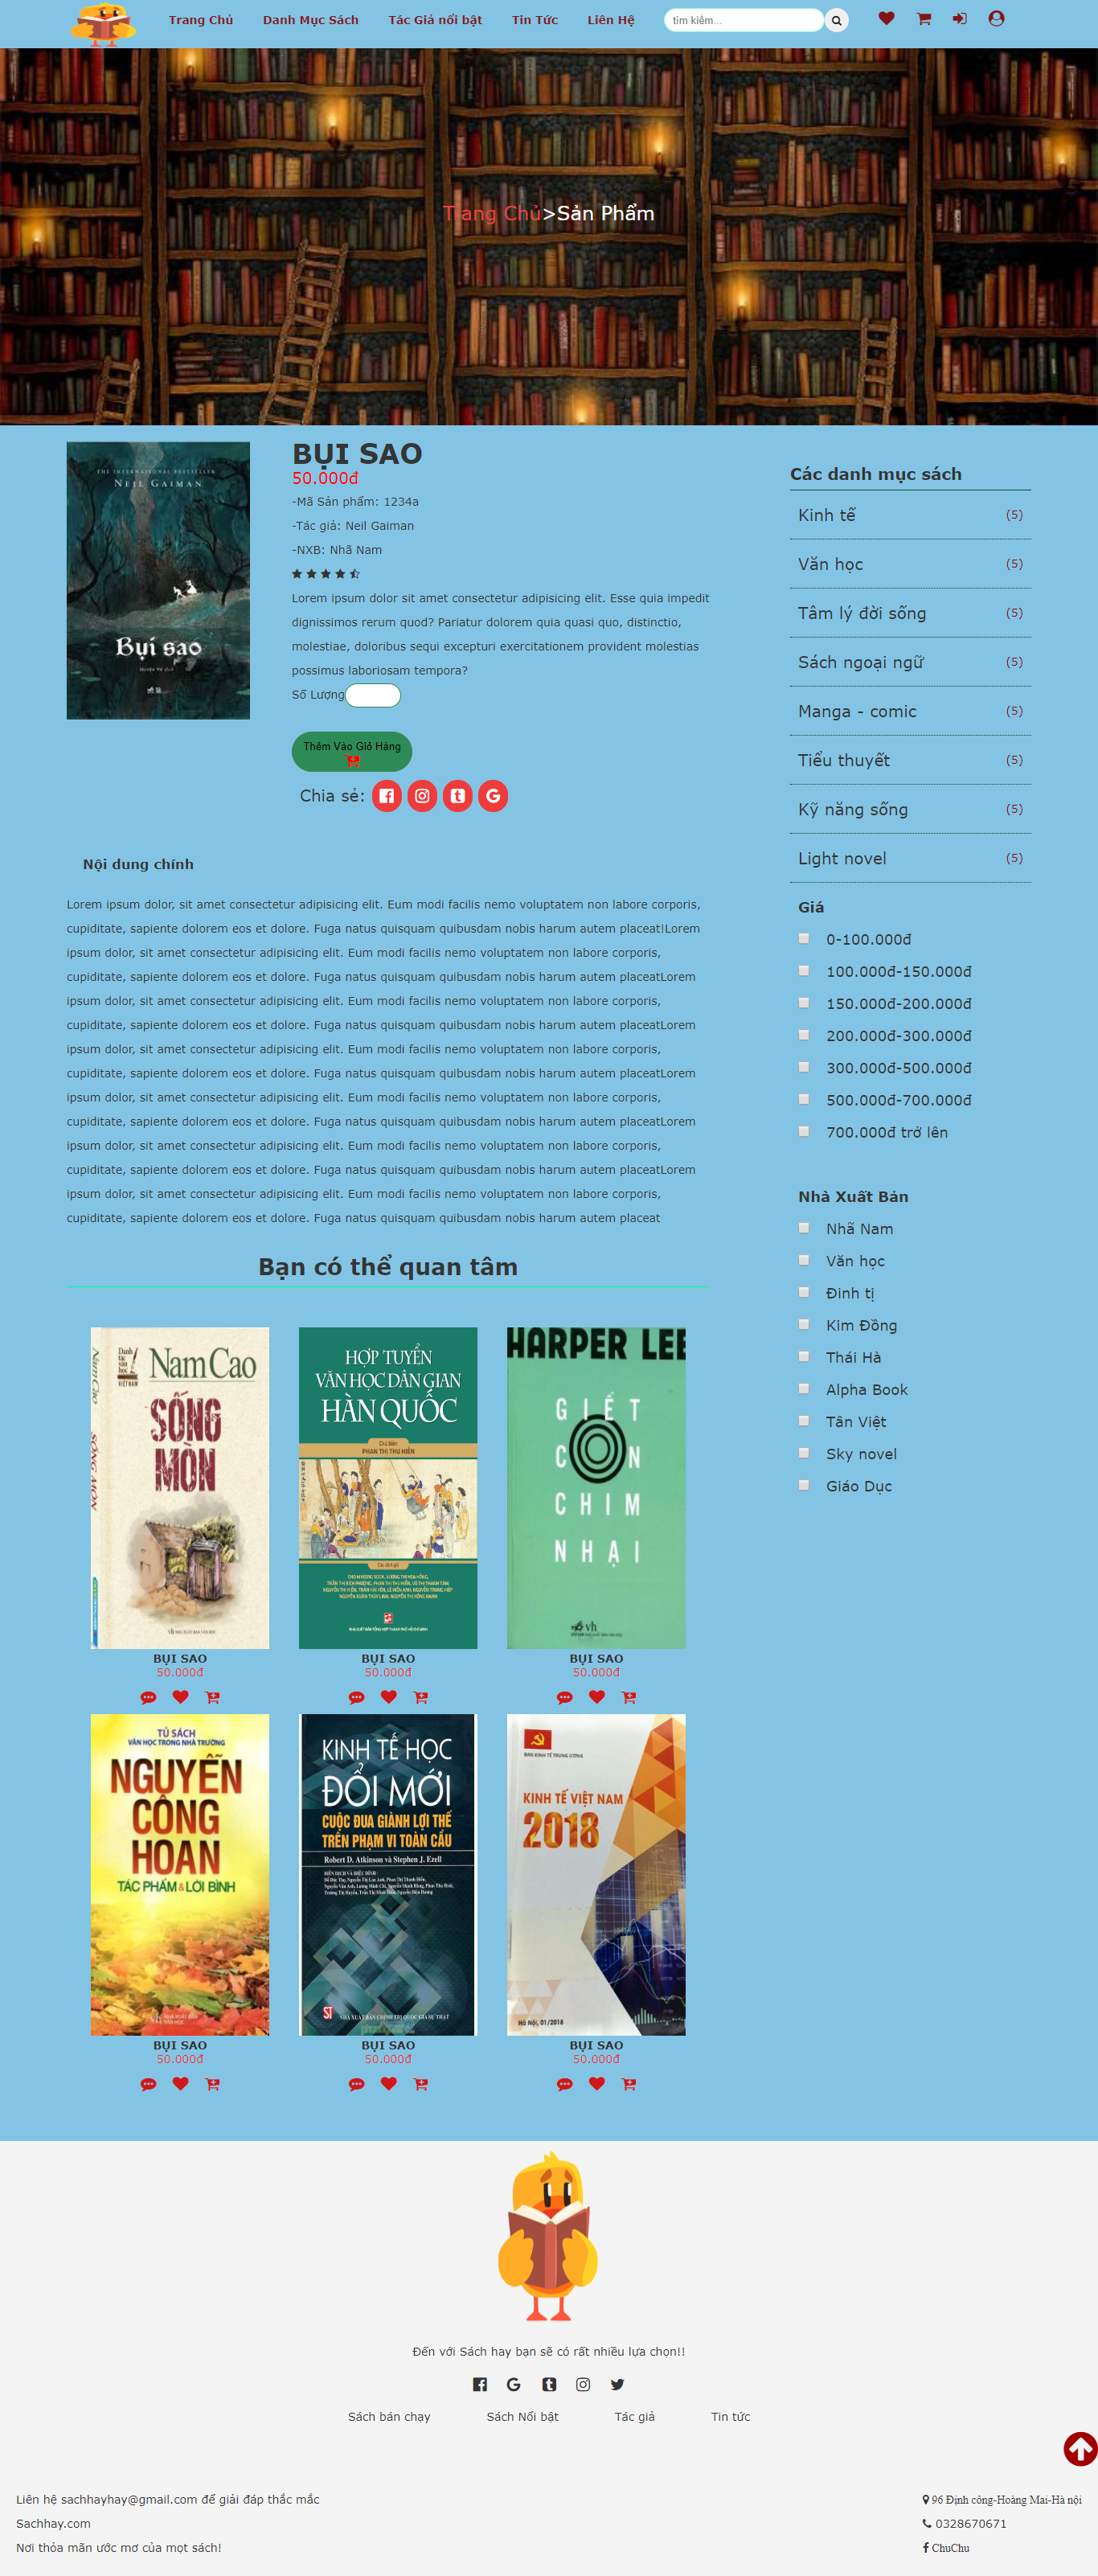 Trang Chủ Danh Mục Sách Tác Giả nổi bật Tin Tức Liên Hệ tìm kiếm...
Trang Chủ>Sản Phẩm
THE INTERNATIONAL BESTSELLER
NEIL GAIMAN
Bụi sao
BỤI SAO
50.000đ
-Mã Sản phẩm: 1234a
-Tác giả: Neil Gaiman
-NXB: Nhã Nam
Lorem ipsum dolor sit amet consectetur adipisicing elit. Esse quia impedit
dignissimos rerum quod? Pariatur dolorem quia quasi quo, distinctio,
molestiae, doloribus sequi excepturi exercitationem provident molestias
possimus laboriosam tempora?
Số Lượng
Thêm Vào Giỏ Hàng
Chia sẻ:
Các danh mục sách
Kinh tế (5)
Văn học (5)
Tâm lý đời sống (5)
Sách ngoại ngữ (5)
Manga - comic (5)
Tiểu thuyết (5)
Kỹ năng sống (5)
Light novel (5)
Giá
0-100.000đ
100.000đ-150.000đ
150.000đ-200.000đ
200.000đ-300.000đ
300.000đ-500.000đ
500.000đ-700.000đ
700.000đ trở lên
Nhà Xuất Bản
Nhã Nam
Văn học
Đinh tị
Kim Đồng
Thái Hà
Alpha Book
Tân Việt
Sky novel
Giáo Dục
Nội dung chính
Lorem ipsum dolor, sit amet consectetur adipisicing elit. Eum modi facilis nemo voluptatem non labore corporis,
cupiditate, sapiente dolorem eos et dolore. Fuga natus quisquam quibusdam nobis harum autem placeat!Lorem
ipsum dolor, sit amet consectetur adipisicing elit. Eum modi facilis nemo voluptatem non labore corporis,
cupiditate, sapiente dolorem eos et dolore. Fuga natus quisquam quibusdam nobis harum autem placeatLorem
ipsum dolor, sit amet consectetur adipisicing elit. Eum modi facilis nemo voluptatem non labore corporis,
cupiditate, sapiente dolorem eos et dolore. Fuga natus quisquam quibusdam nobis harum autem placeatLorem
ipsum dolor, sit amet consectetur adipisicing elit. Eum modi facilis nemo voluptatem non labore corporis,
cupiditate, sapiente dolorem eos et dolore. Fuga natus quisquam quibusdam nobis harum autem placeatLorem
ipsum dolor, sit amet consectetur adipisicing elit. Eum modi facilis nemo voluptatem non labore corporis,
cupiditate, sapiente dolorem eos et dolore. Fuga natus quisquam quibusdam nobis harum autem placeatLorem
ipsum dolor, sit amet consectetur adipisicing elit. Eum modi facilis nemo voluptatem non labore corporis,
cupiditate, sapiente dolorem eos et dolore. Fuga natus quisquam quibusdam nobis harum autem placeatLorem
ipsum dolor, sit amet consectetur adipisicing elit. Eum modi facilis nemo voluptatem non labore corporis,
cupiditate, sapiente dolorem eos et dolore. Fuga natus quisquam quibusdam nobis harum autem placeat
Bạn có thể quan tâm
Danh tác văn học VIỆT NAM
Nam Cao
SỐNG
MÒN
Nam Cao SỐNG MÒN
HỢP TUYỂN
VĂN HỌC DÂN GIAN
HÀN QUỐC
Chủ biên
PHAN THỊ THU HIỀN
HARPER LEE
GIẾT
CON
CHIM
NHẠI
BỤI SAO BỤI SAO BỤI SAO
50.000đ 50.000đ 50.000đ
TỦ SÁCH
VĂN HỌC TRONG NHÀ TRƯỜNG
NGUYỄN
CÔNG
HOAN
TÁC PHẨM & LỜI BÌNH
KINH TẾ HỌC
ĐỔI MỚI
CUỘC ĐUA GIÀNH LỢI THẾ
TRÊN PHẠM VI TOÀN CẦU
Robert D. Atkinson và Stephen J. Ezell
BAN KINH TẾ TRUNG ƯƠNG
KINH TẾ VIỆT NAM
2018
Hà Nội, 01/2018
BỤI SAO BỤI SAO BỤI SAO
50.000đ 50.000đ 50.000đ
Đến với Sách hay bạn sẽ có rất nhiều lựa chọn!!
Sách bán chạy Sách Nổi bật Tác giả Tin tức
Liên hệ sachhayhay@gmail.com để giải đáp thắc mắc
Sachhay.com
Nơi thỏa mãn ước mơ của mọt sách!
96 Định công-Hoàng Mai-Hà nội
0328670671
ChuChu